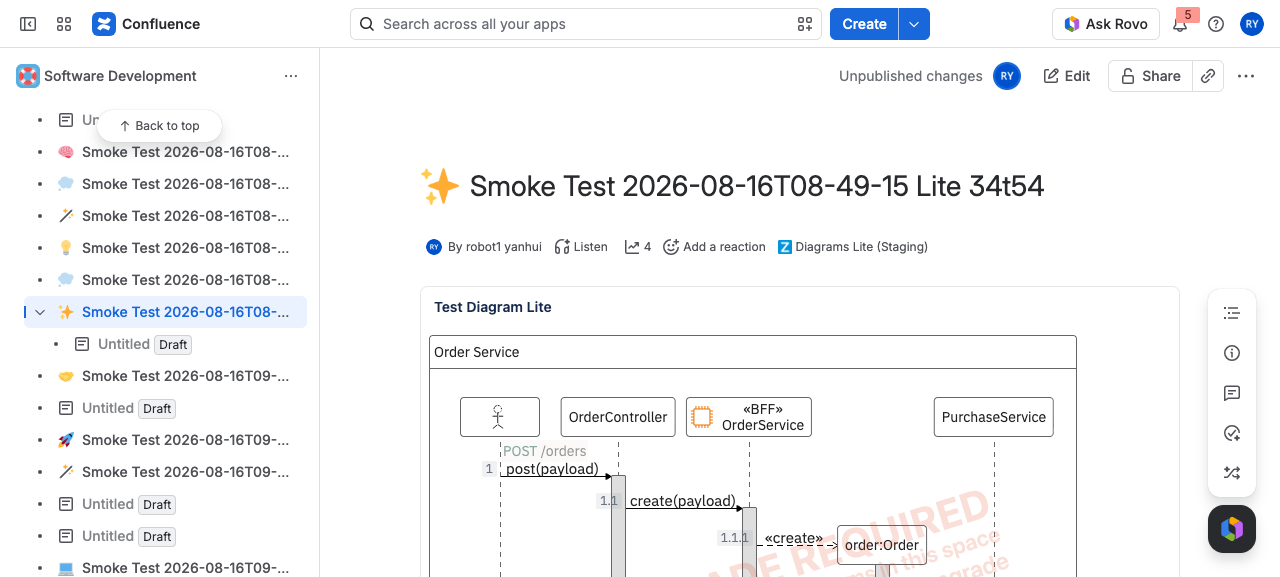 Confluence
Search across all your apps
Create
Ask Rovo
5
RY
Software Development
Back to top
Smoke Test 2026-08-16T08-...
Smoke Test 2026-08-16T08-...
Smoke Test 2026-08-16T08-...
Smoke Test 2026-08-16T08-...
Smoke Test 2026-08-16T08-...
Smoke Test 2026-08-16T08-...
Untitled Draft
Smoke Test 2026-08-16T09-...
Untitled Draft
Smoke Test 2026-08-16T09-...
Smoke Test 2026-08-16T09-...
Untitled Draft
Untitled Draft
Smoke Test 2026-08-16T09-...
Unpublished changes RY Edit Share
Smoke Test 2026-08-16T08-49-15 Lite 34t54
RY By robot1 yanhui Listen 4 Add a reaction Z Diagrams Lite (Staging)
Test Diagram Lite
Order Service
OrderController
«BFF»
OrderService
PurchaseService
POST /orders
1 post(payload)
1.1 create(payload)
1.1.1 «create» order:Order
REQUIRED
in this space